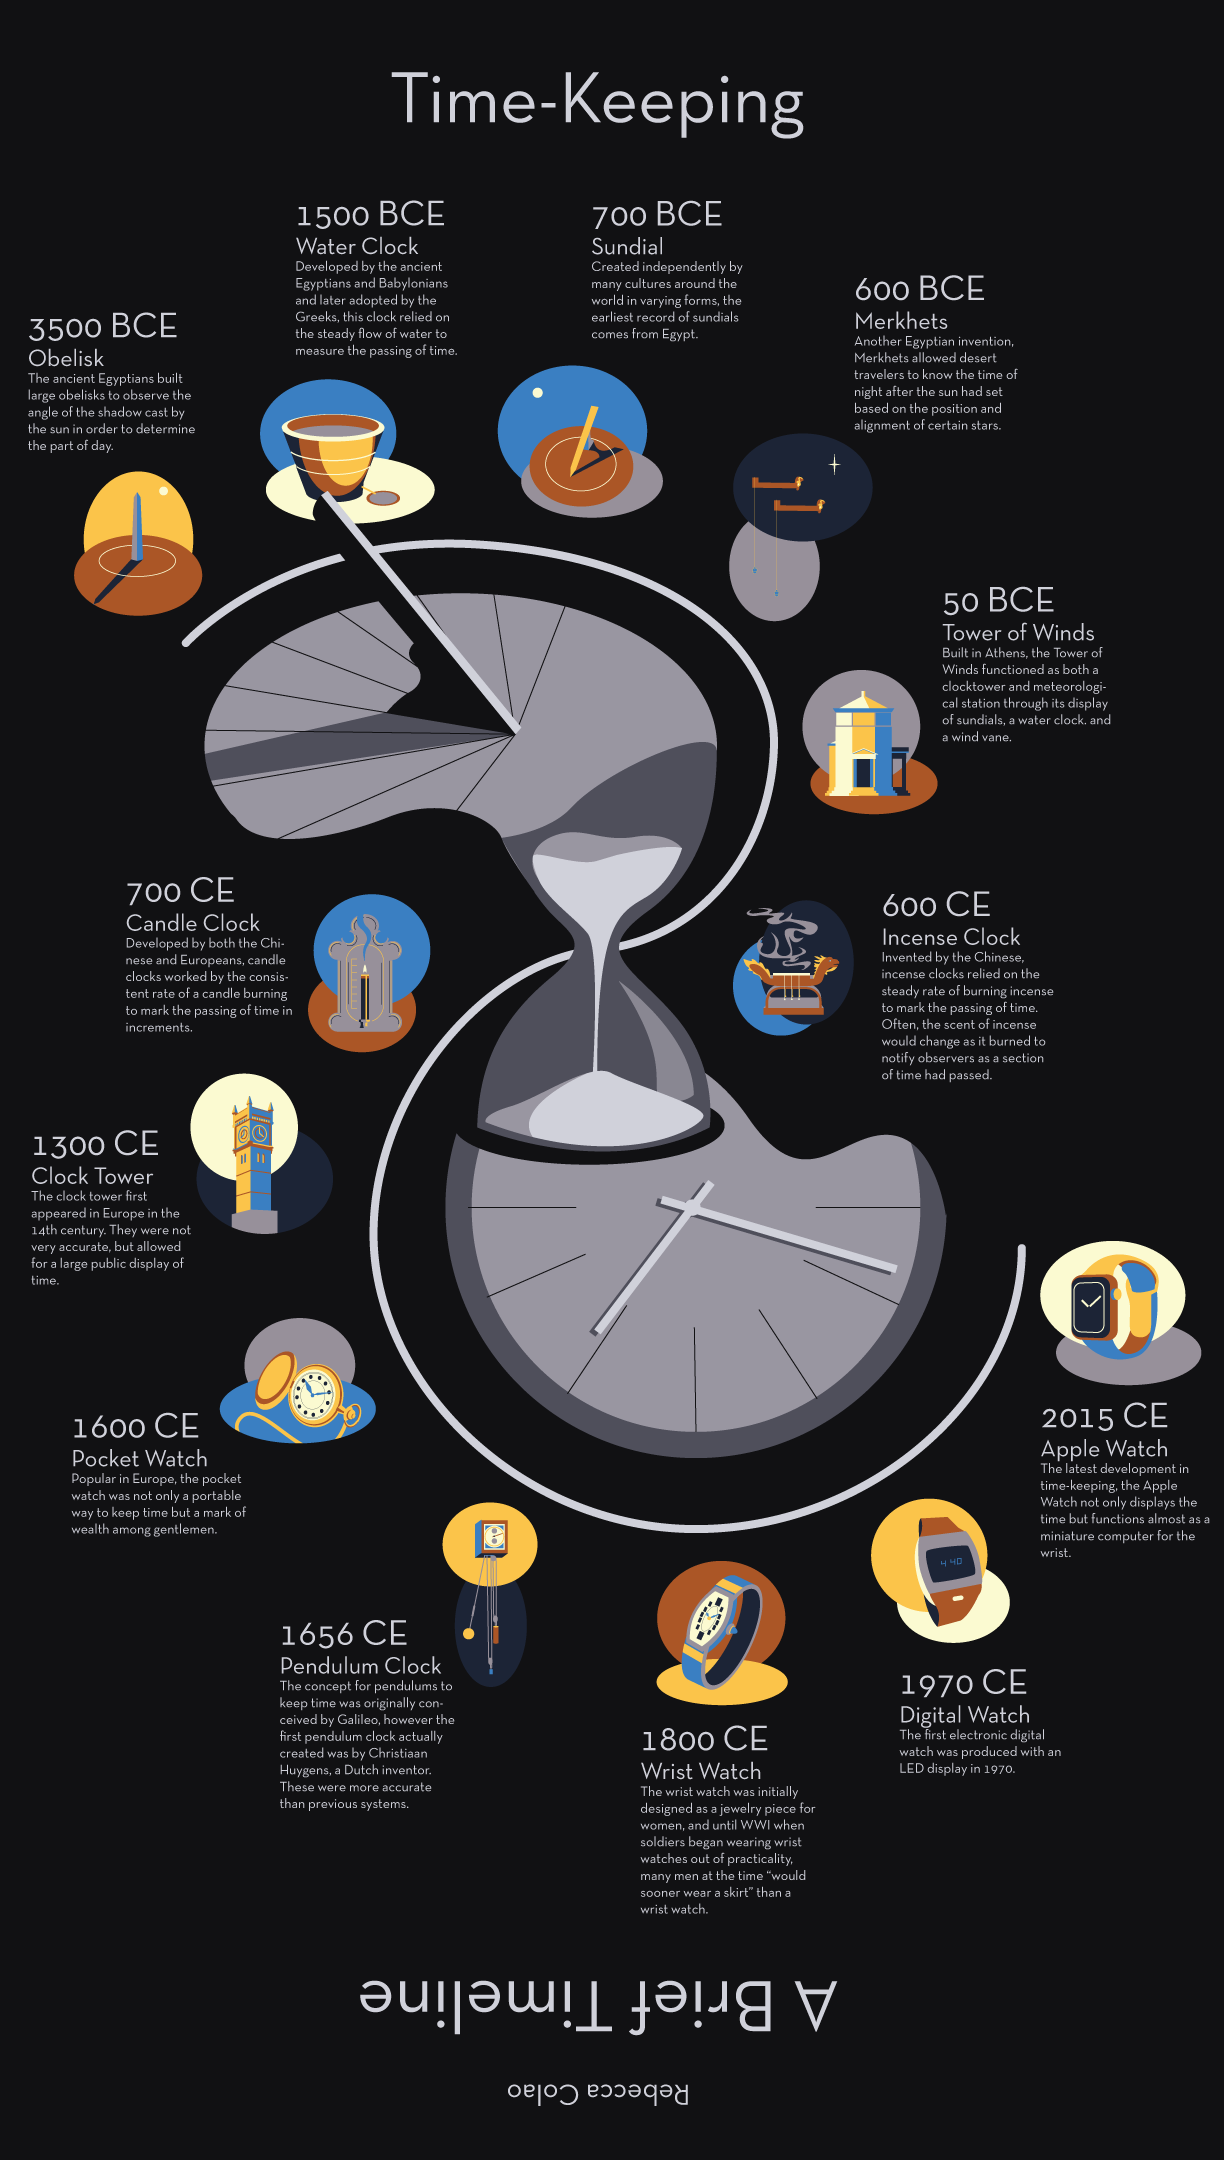 Time-Keeping
3500 BCE
Obelisk
The ancient Egyptians built
large obelisks to observe the
angle of the shadow cast by
the sun in order to determine
the part of day.
1500 BCE
Water Clock
Developed by the ancient
Egyptians and Babylonians
and later adopted by the
Greeks, this clock relied on
the steady flow of water to
measure the passing of time.
700 BCE
Sundial
Created independently by
many cultures around the
world in varying forms, the
earliest record of sundials
comes from Egypt.
600 BCE
Merkhets
Another Egyptian invention,
Merkhets allowed desert
travelers to know the time of
night after the sun had set
based on the position and
alignment of certain stars.
50 BCE
Tower of Winds
Built in Athens, the Tower of
Winds functioned as both a
clocktower and meteorologi-
cal station through its display
of sundials, a water clock. and
a wind vane.
600 CE
Incense Clock
Invented by the Chinese,
incense clocks relied on the
steady rate of burning incense
to mark the passing of time.
Often, the scent of incense
would change as it burned to
notify observers as a section
of time had passed.
700 CE
Candle Clock
Developed by both the Chi-
nese and Europeans, candle
clocks worked by the consis-
tent rate of a candle burning
to mark the passing of time in
increments.
1300 CE
Clock Tower
The clock tower first
appeared in Europe in the
14th century. They were not
very accurate, but allowed
for a large public display of
time.
1600 CE
Pocket Watch
Popular in Europe, the pocket
watch was not only a portable
way to keep time but a mark of
wealth among gentlemen.
1656 CE
Pendulum Clock
The concept for pendulums to
keep time was originally con-
ceived by Galileo, however the
first pendulum clock actually
created was by Christiaan
Huygens, a Dutch inventor.
These were more accurate
than previous systems.
1800 CE
Wrist Watch
The wrist watch was initially
designed as a jewelry piece for
women, and until WWI when
soldiers began wearing wrist
watches out of practicality,
many men at the time “would
sooner wear a skirt” than a
wrist watch.
4 40
1970 CE
Digital Watch
The first electronic digital
watch was produced with an
LED display in 1970.
2015 CE
Apple Watch
The latest development in
time-keeping, the Apple
Watch not only displays the
time but functions almost as a
miniature computer for the
wrist.
A Brief Timeline
Rebecca Colao